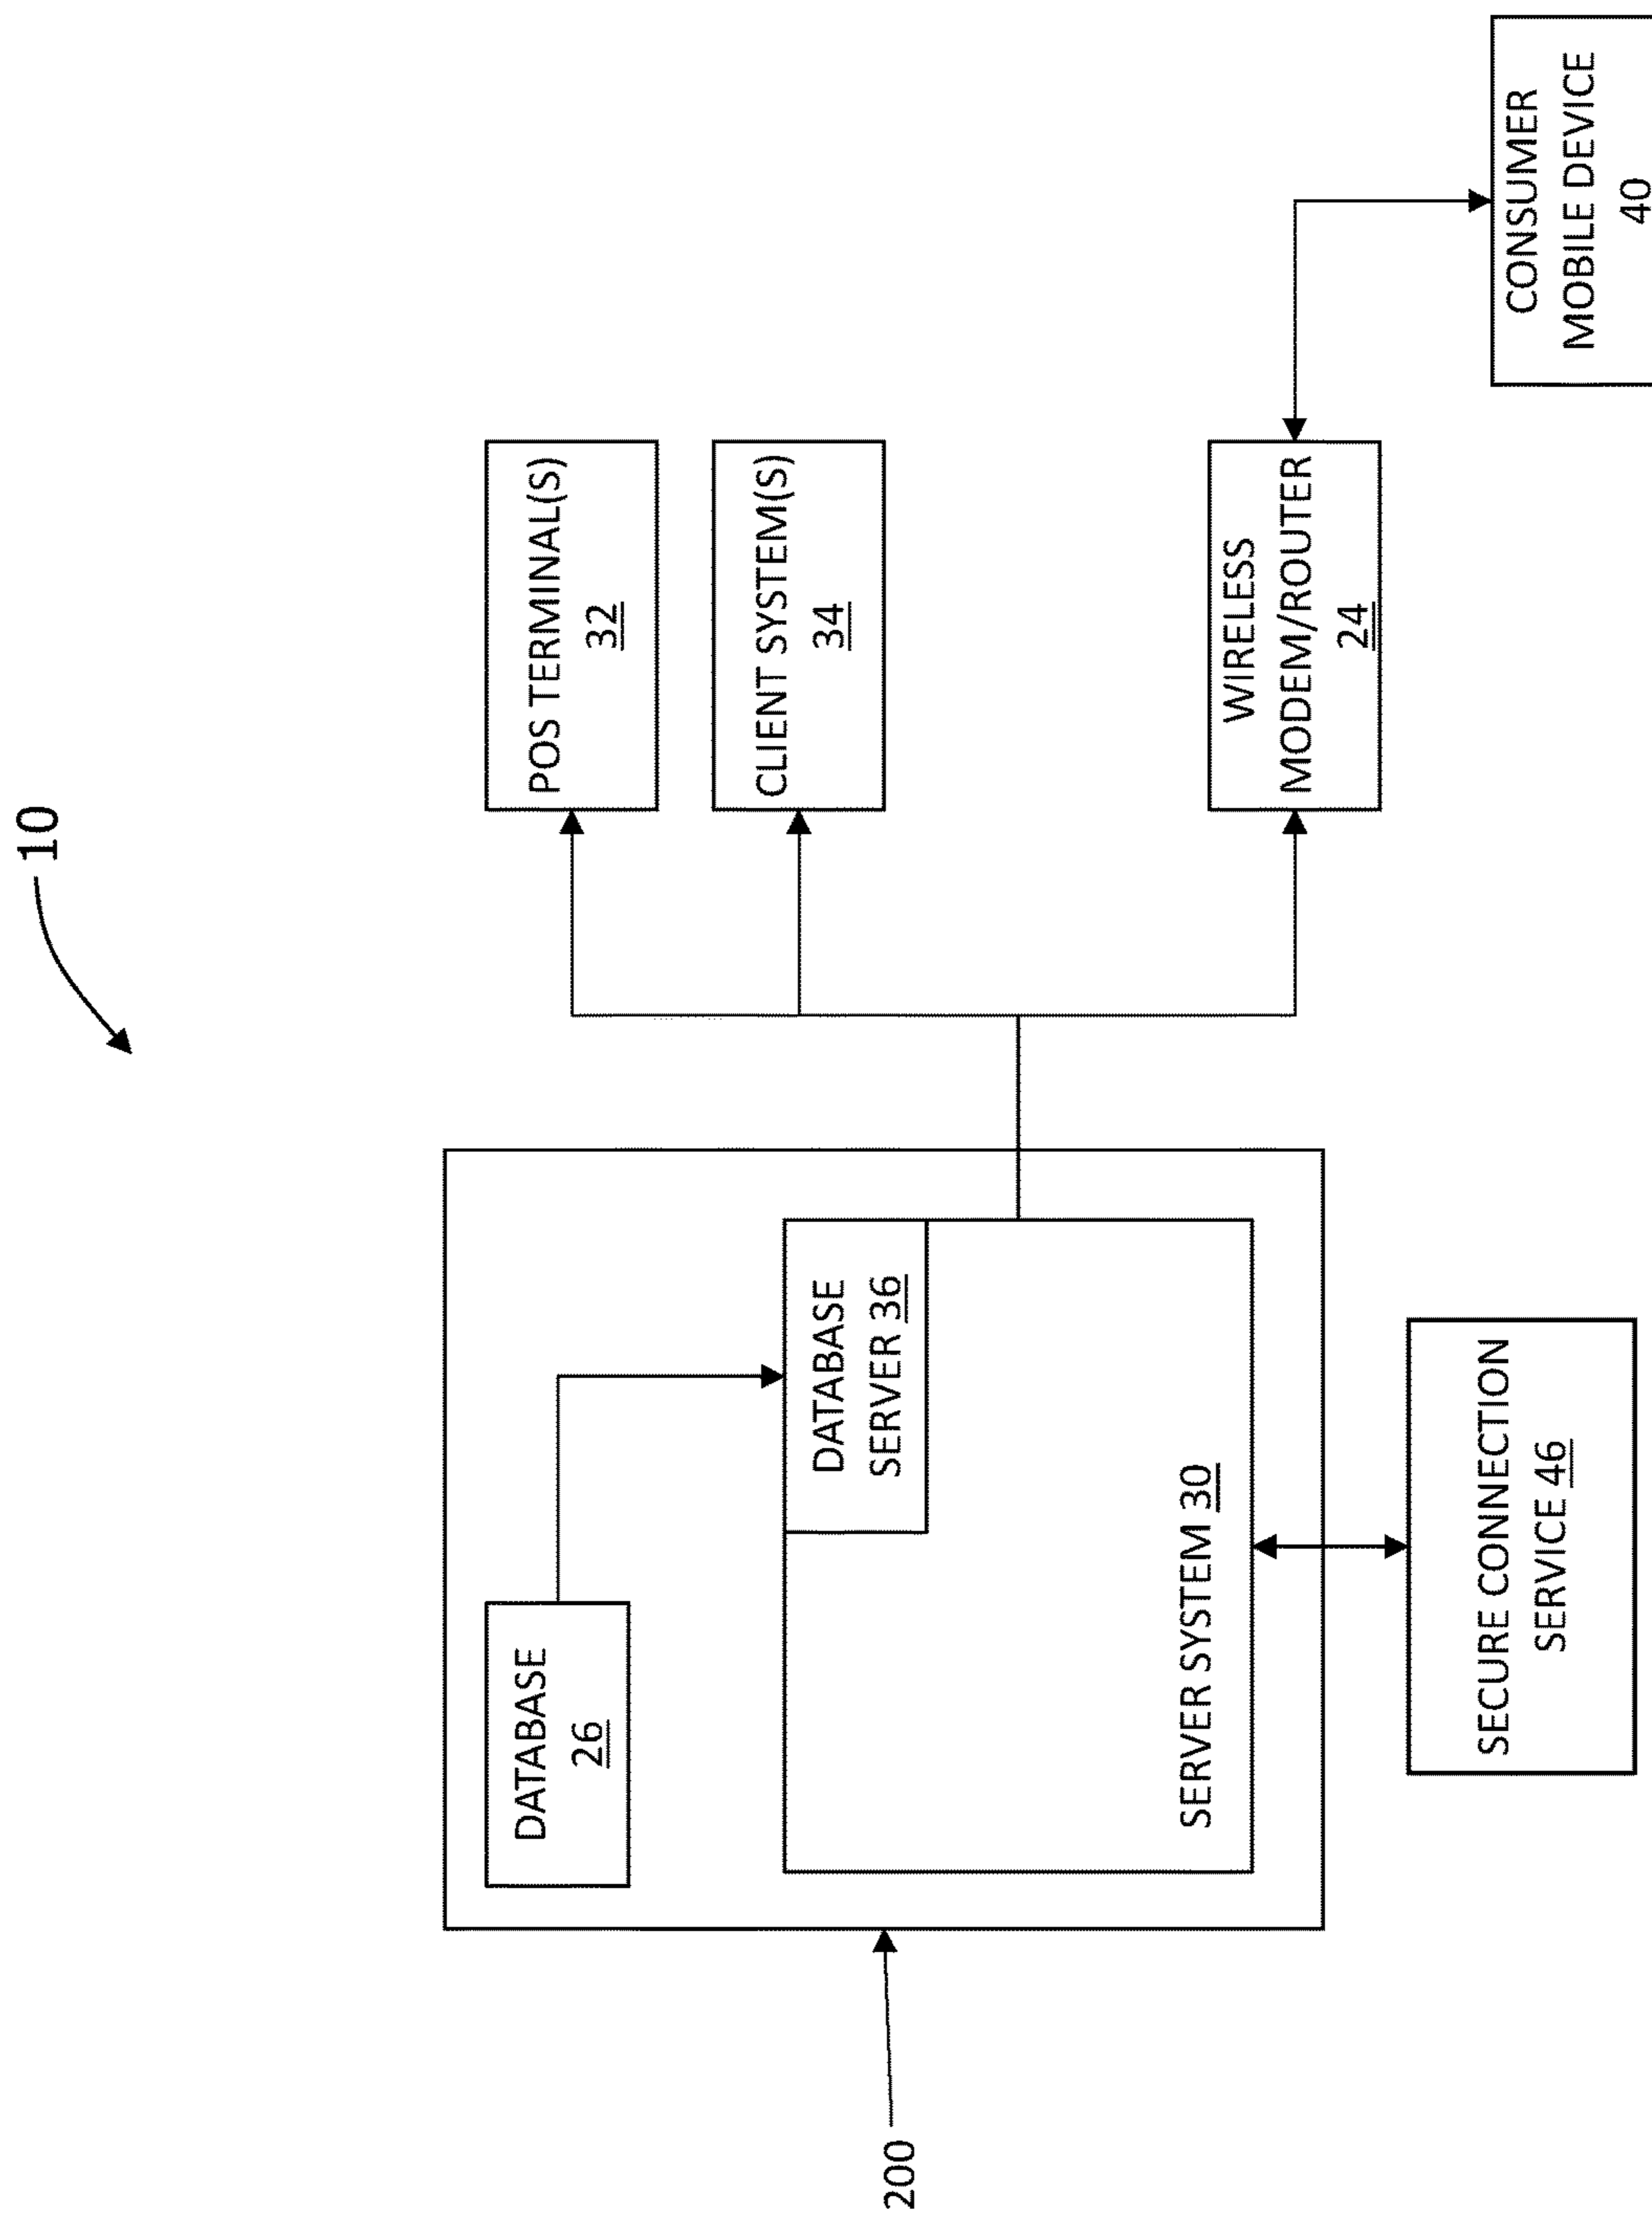 10
DATABASE
26
DATABASE
SERVER 36
SERVER SYSTEM 30
200
SECURE CONNECTION
SERVICE 46
POS TERMINAL(S)
32
CLIENT SYSTEM(S)
34
WIRELESS
MODEM/ROUTER
24
CONSUMER
MOBILE DEVICE
40